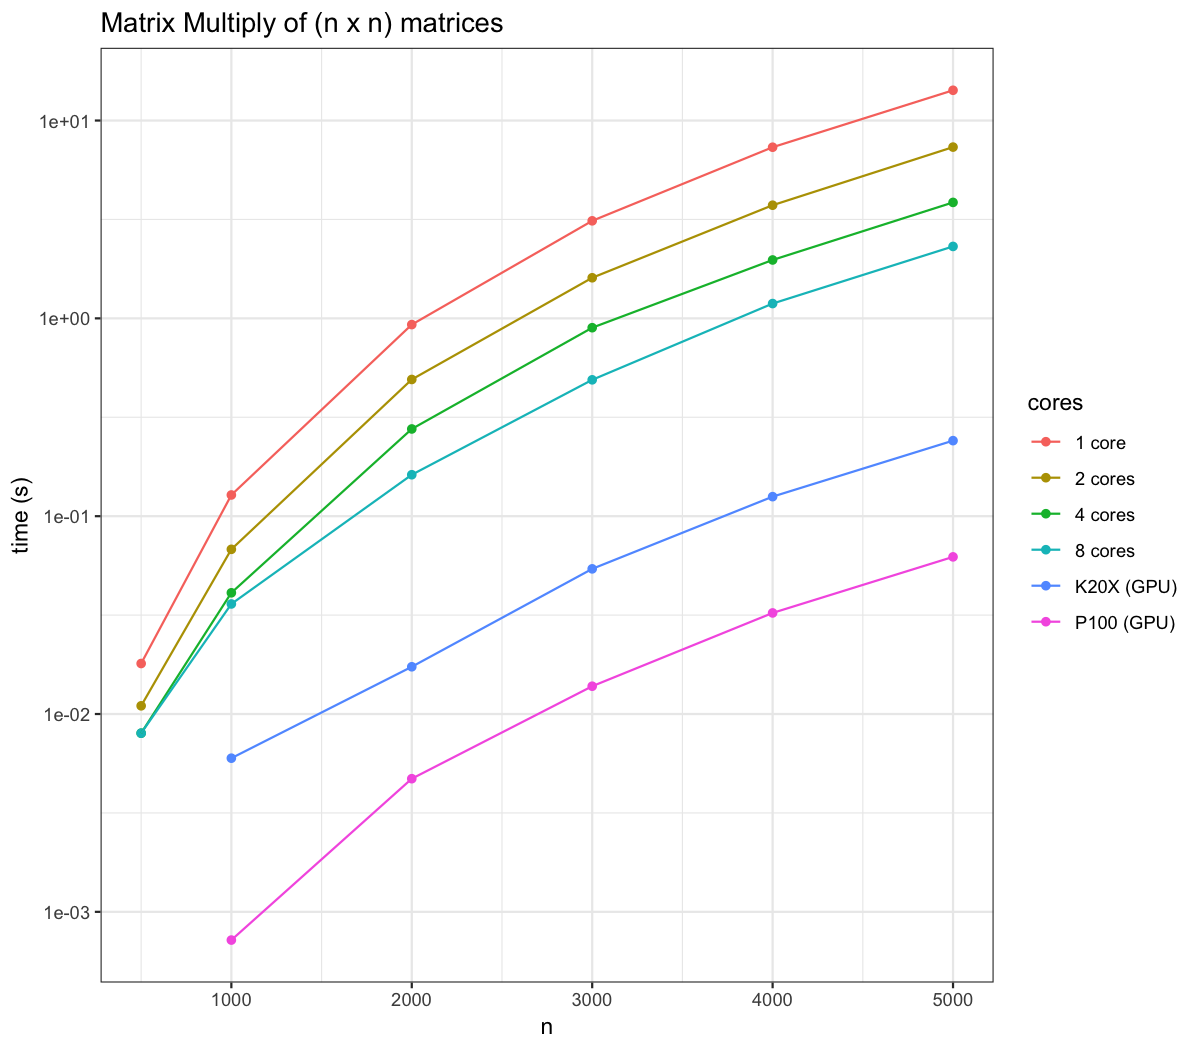 Matrix Multiply of (n x n) matrices
1e+01
1e+00
1e-01
1e-02
1e-03
time (s)
1000 2000 3000 4000 5000
n
cores
1 core
2 cores
4 cores
8 cores
K20X (GPU)
P100 (GPU)